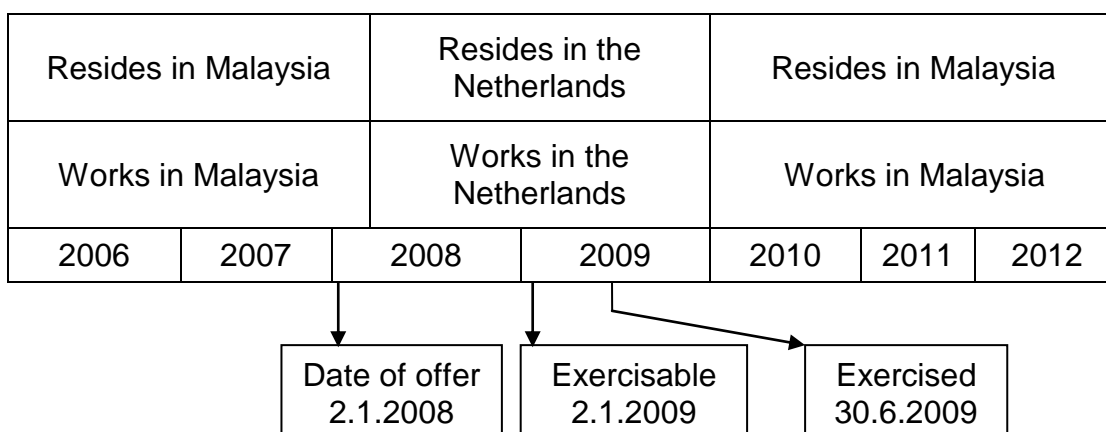 Resides in Malaysia
Resides in the
Netherlands
Resides in Malaysia
Works in Malaysia
Works in the
Netherlands
Works in Malaysia
2006 2007 2008 2009 2010 2011 2012
Date of offer
2.1.2008
Exercisable
2.1.2009
Exercised
30.6.2009